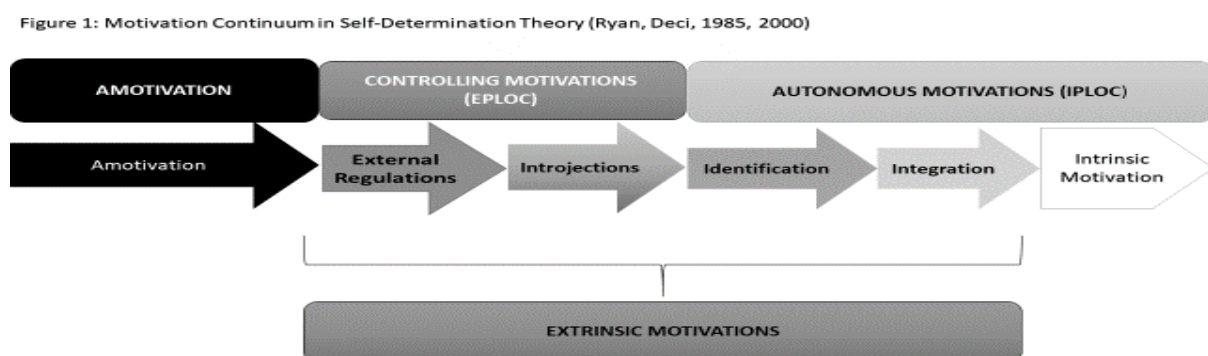 Figure 1: Motivation Continuum in Self-Determination Theory (Ryan, Deci, 1985, 2000)
AMOTIVATION
CONTROLLING MOTIVATIONS
(EPLOC)
AUTONOMOUS MOTIVATIONS (IPLOC)
Amotivation
External
Regulations
Introjections
Identification
Integration
Intrinsic
Motivation
EXTRINSIC MOTIVATIONS